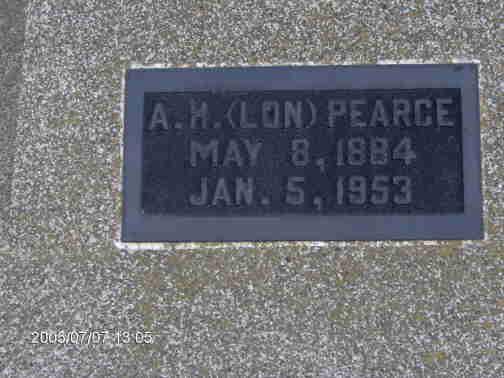 A.H.(LON) PEARCE
MAY 8, 1884
JAN. 5, 1953
2006/07/07 13:05